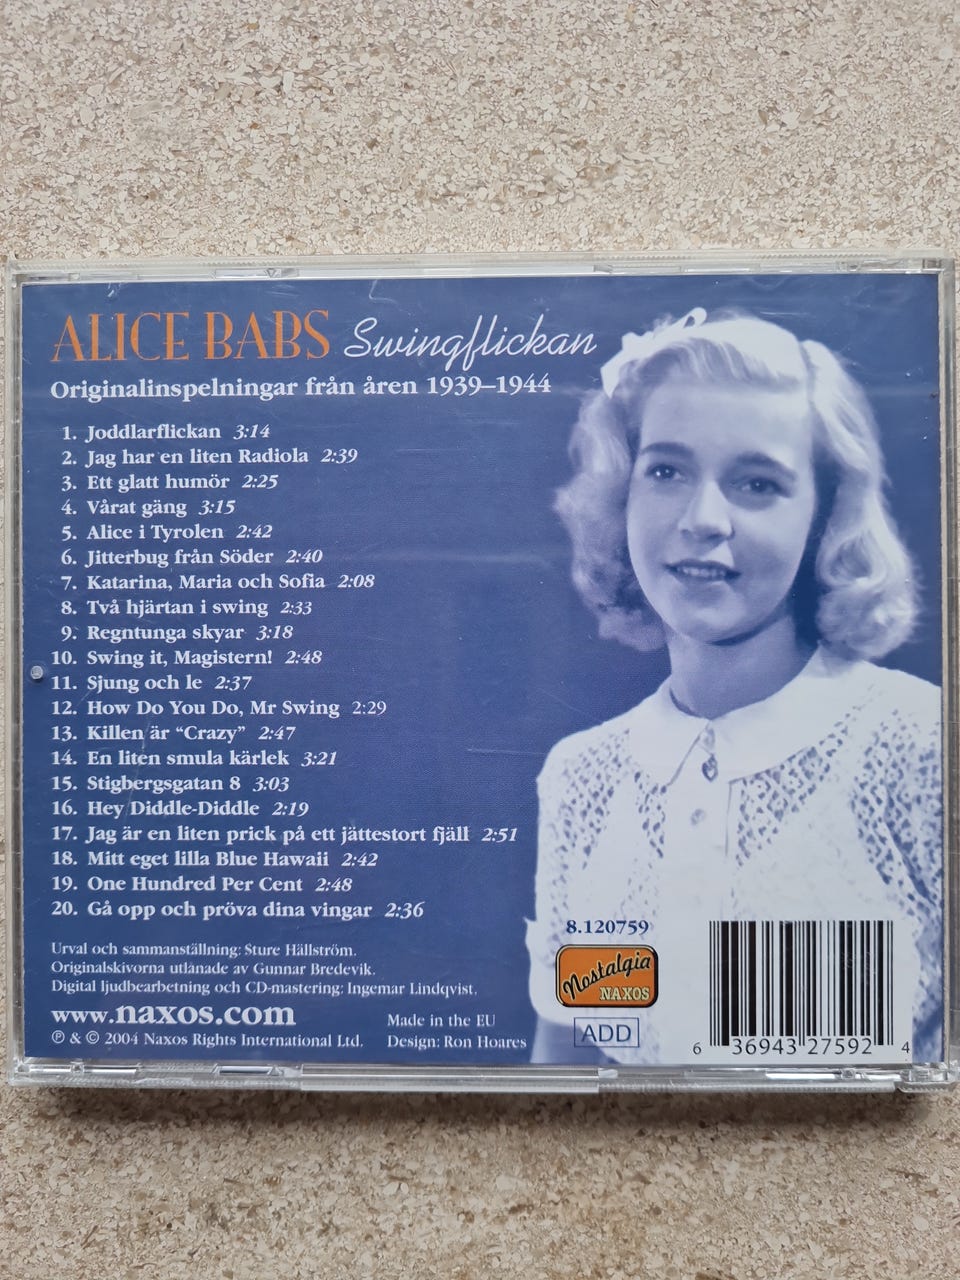 ALICE BABS Swingflickan
Originalinspelningar från åren 1939–1944
1. Joddlarflickan 3:14
2. Jag har en liten Radiola 2:39
3. Ett glatt humör 2:25
4. Vårat gäng 3:15
5. Alice i Tyrolen 2:42
6. Jitterbug från Söder 2:40
7. Katarina, Maria och Sofia 2:08
8. Två hjärtan i swing 2:33
9. Regntunga skyar 3:18
10. Swing it, Magistern! 2:48
11. Sjung och le 2:37
12. How Do You Do, Mr Swing 2:29
13. Killen är “Crazy” 2:47
14. En liten smula kärlek 3:21
15. Stigbergsgatan 8 3:03
16. Hey Diddle-Diddle 2:19
17. Jag är en liten prick på ett jättestort fjäll 2:51
18. Mitt eget lilla Blue Hawaii 2:42
19. One Hundred Per Cent 2:48
20. Gå opp och pröva dina vingar 2:36
Urval och sammanställning: Sture Hällström.
Originalskivorna utlånade av Gunnar Bredevik.
Digital ljudbearbetning och CD-mastering: Ingemar Lindqvist.
www.naxos.com
℗ & © 2004 Naxos Rights International Ltd.
Made in the EU
Design: Ron Hoares
8.120759
Nostalgia
NAXOS
ADD
6 36943 27592 4